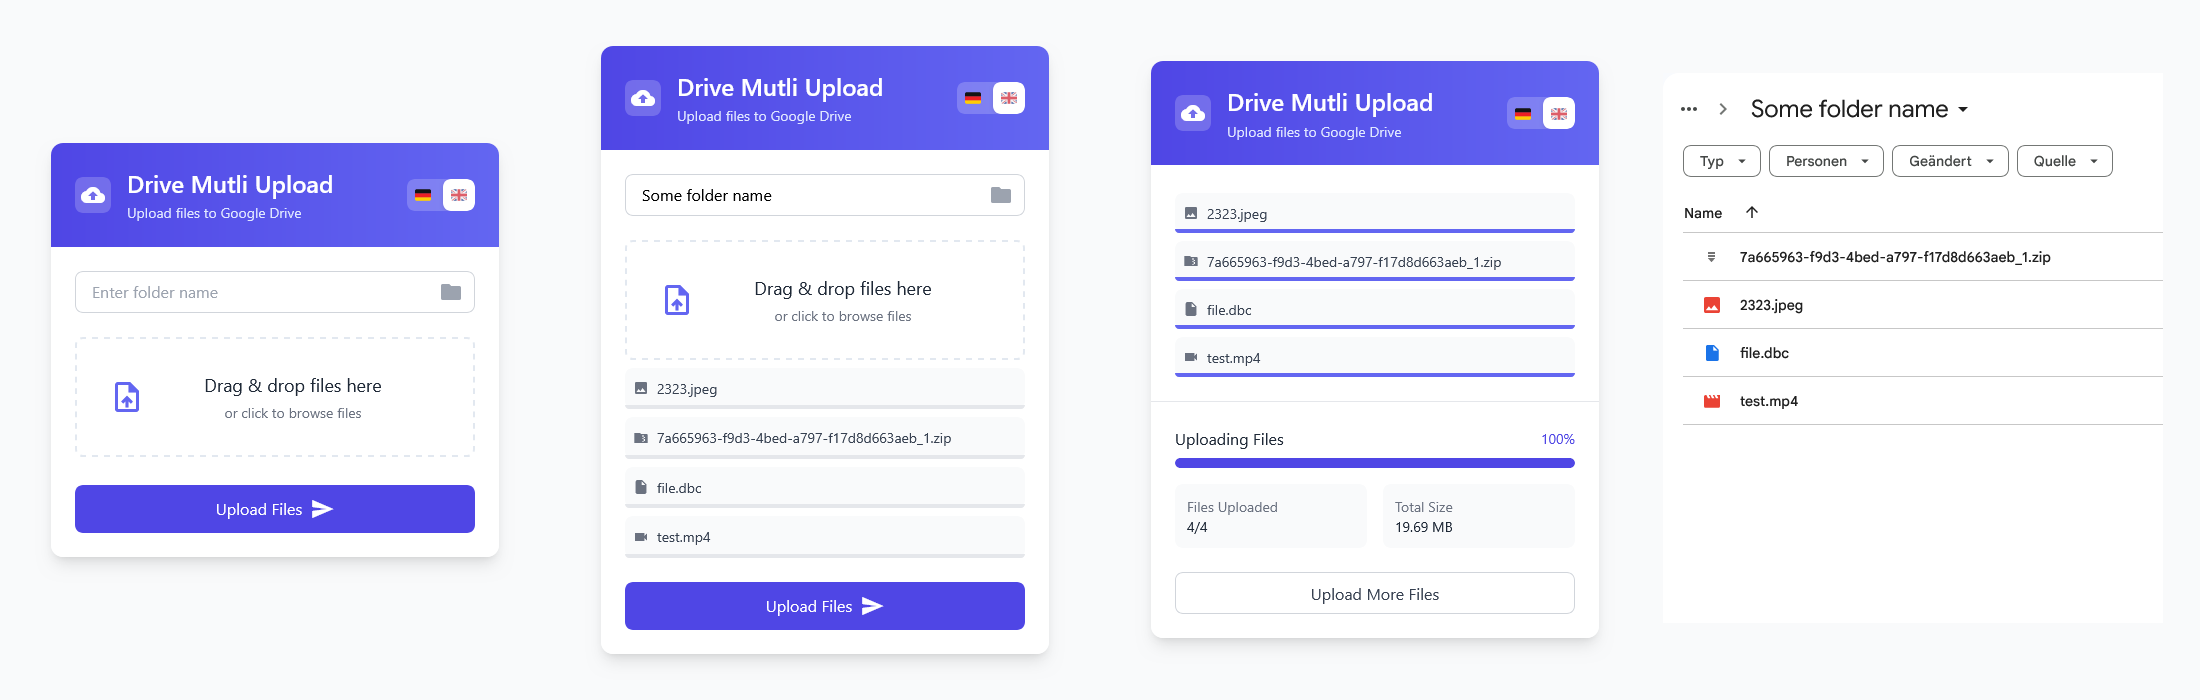 Drive Mutli Upload
Upload files to Google Drive
Enter folder name
Drag & drop files here
or click to browse files
Upload Files
Drive Mutli Upload
Upload files to Google Drive
Some folder name
Drag & drop files here
or click to browse files
2323.jpeg
7a665963-f9d3-4bed-a797-f17d8d663aeb_1.zip
file.dbc
test.mp4
Upload Files
Drive Mutli Upload
Upload files to Google Drive
2323.jpeg
7a665963-f9d3-4bed-a797-f17d8d663aeb_1.zip
file.dbc
test.mp4
Uploading Files 100%
Files Uploaded Total Size
4/4 19.69 MB
Upload More Files
Some folder name
Typ Personen Geändert Quelle
Name
7a665963-f9d3-4bed-a797-f17d8d663aeb_1.zip
2323.jpeg
file.dbc
test.mp4